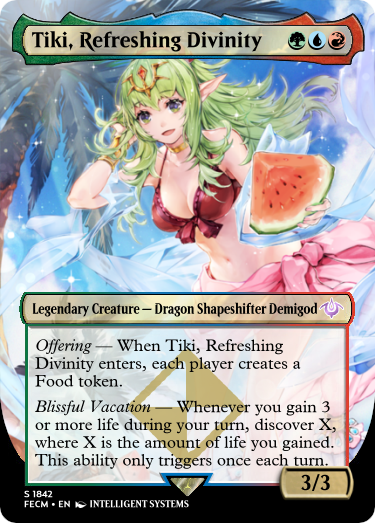 Tiki, Refreshing Divinity
Legendary Creature — Dragon Shapeshifter Demigod
Offering — When Tiki, Refreshing
Divinity enters, each player creates a
Food token.
Blissful Vacation — Whenever you gain 3
or more life during your turn, discover X,
where X is the amount of life you gained.
This ability only triggers once each turn.
3/3
S 1842
FECM • EN INTELLIGENT SYSTEMS